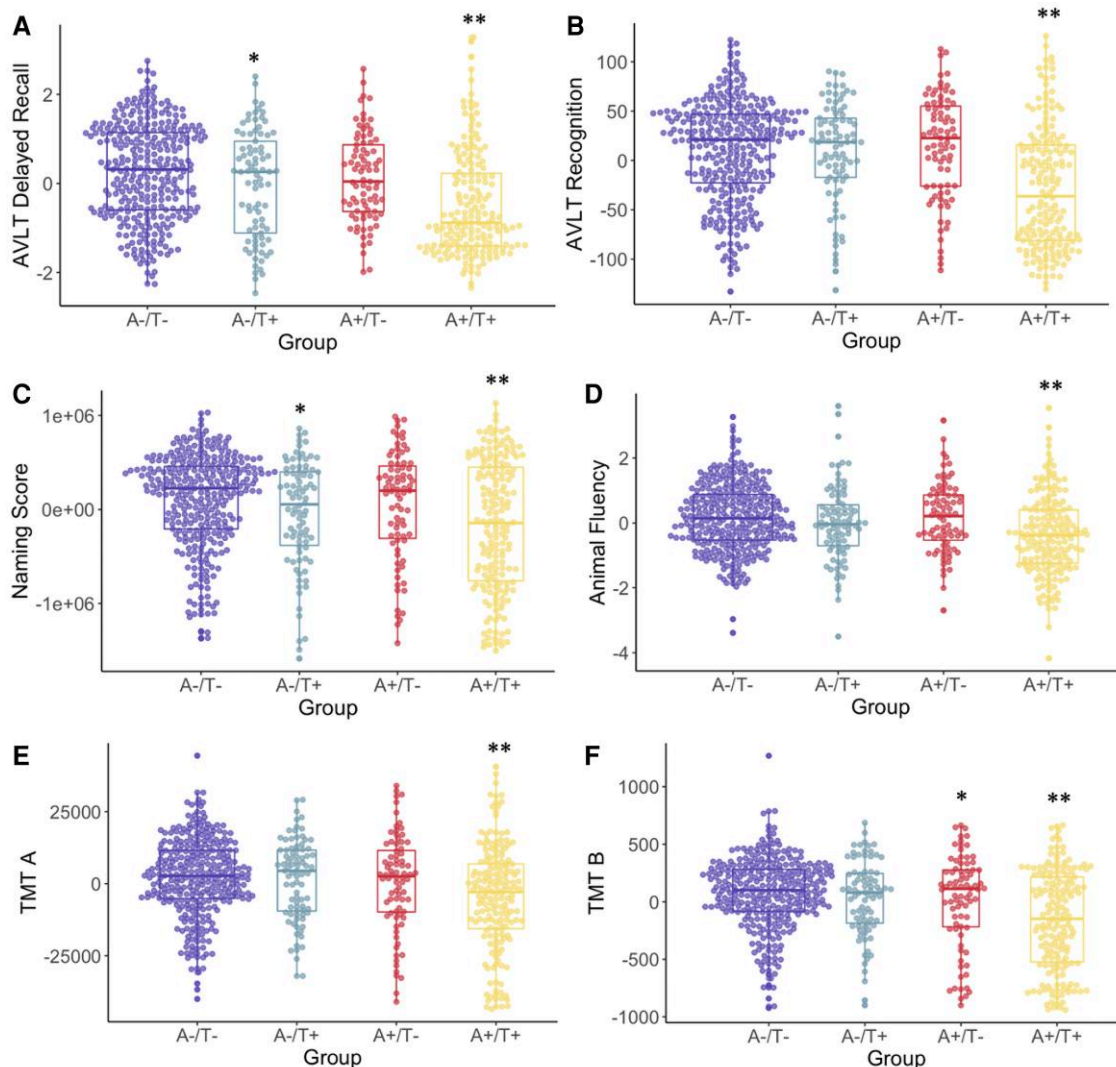 A
AVLT Delayed Recall
2
0
-2
*
**
A-/T-
A-/T+
A+/T-
A+/T+
Group
B
AVLT Recognition
100
50
0
-50
-100
**
A-/T-
A-/T+
A+/T-
A+/T+
Group
C
Naming Score
1e+06
0e+00
-1e+06
*
**
A-/T-
A-/T+
A+/T-
A+/T+
Group
D
Animal Fluency
2
0
-2
-4
**
A-/T-
A-/T+
A+/T-
A+/T+
Group
E
TMT A
25000
0
-25000
**
A-/T-
A-/T+
A+/T-
A+/T+
Group
F
TMT B
1000
500
0
-500
-1000
*
**
A-/T-
A-/T+
A+/T-
A+/T+
Group